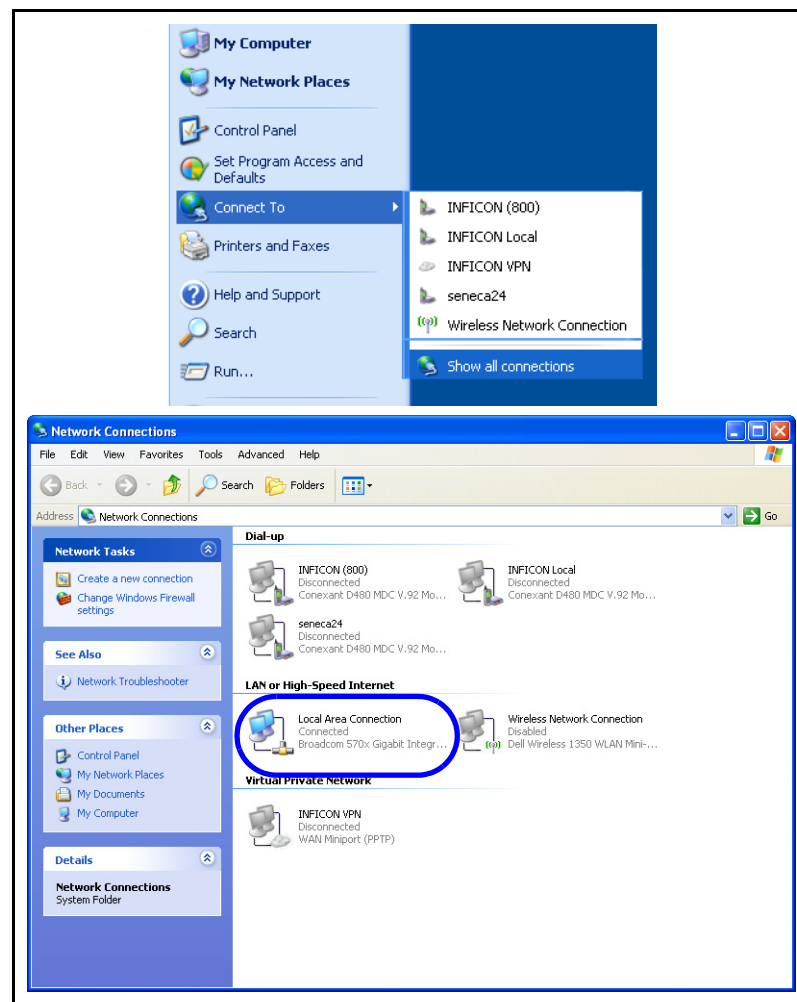 My Computer
My Network Places
Control Panel
Set Program Access and
Defaults
Connect To
Printers and Faxes
Help and Support
Search
Run...
INFICON (800)
INFICON Local
INFICON VPN
seneca24
Wireless Network Connection
Show all connections
Network Connections
File Edit View Favorites Tools Advanced Help
Back Search Folders
Address Network Connections Go
Network Tasks
Create a new connection
Change Windows Firewall
settings
See Also
Network Troubleshooter
Other Places
Control Panel
My Network Places
My Documents
My Computer
Details
Network Connections
System Folder
Dial-up
INFICON (800)
Disconnected
Conexant D480 MDC V.92 Mo...
INFICON Local
Disconnected
Conexant D480 MDC V.92 Mo...
seneca24
Disconnected
Conexant D480 MDC V.92 Mo...
LAN or High-Speed Internet
Local Area Connection
Connected
Broadcom 570x Gigabit Integr...
Wireless Network Connection
Disabled
Dell Wireless 1350 WLAN Mini-...
Virtual Private Network
INFICON VPN
Disconnected
WAN Miniport (PPTP)